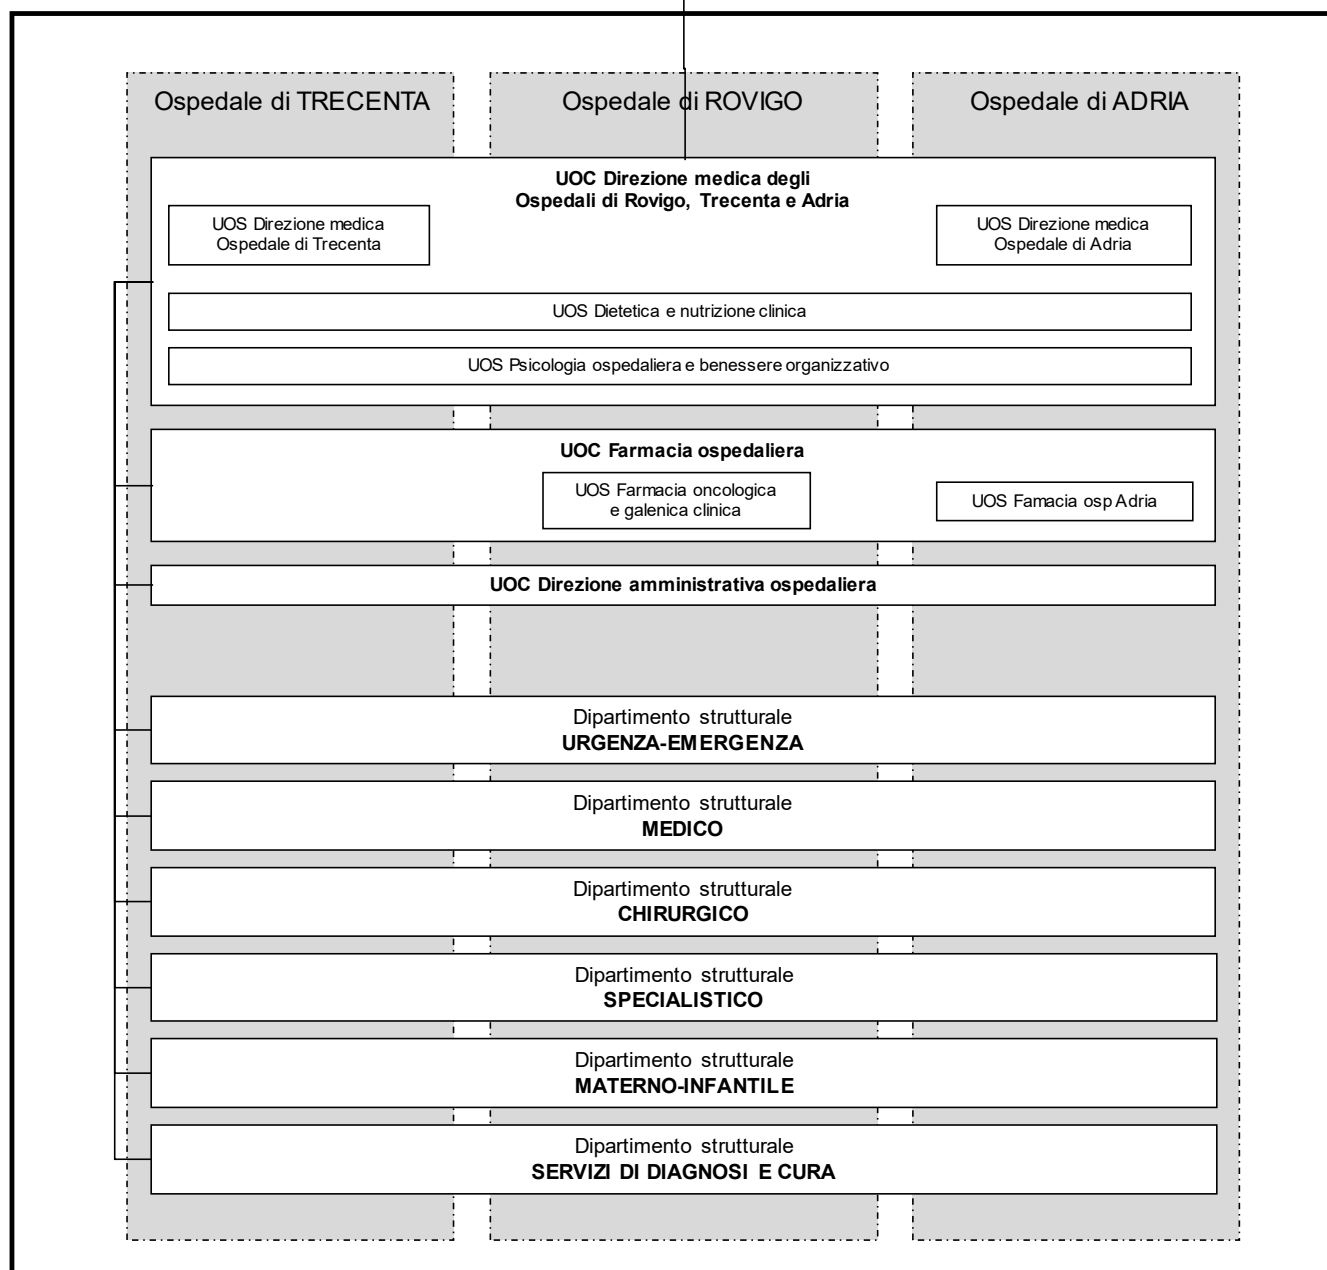 Ospedale di TRECENTA
Ospedale di ROVIGO
Ospedale di ADRIA
UOC Direzione medica degli
Ospedali di Rovigo, Trecenta e Adria
UOS Direzione medica
Ospedale di Trecenta
UOS Direzione medica
Ospedale di Adria
UOS Dietetica e nutrizione clinica
UOS Psicologia ospedaliera e benessere organizzativo
UOC Farmacia ospedaliera
UOS Farmacia oncologica
e galenica clinica
UOS Famacia osp Adria
UOC Direzione amministrativa ospedaliera
Dipartimento strutturale
URGENZA-EMERGENZA
Dipartimento strutturale
MEDICO
Dipartimento strutturale
CHIRURGICO
Dipartimento strutturale
SPECIALISTICO
Dipartimento strutturale
MATERNO-INFANTILE
Dipartimento strutturale
SERVIZI DI DIAGNOSI E CURA